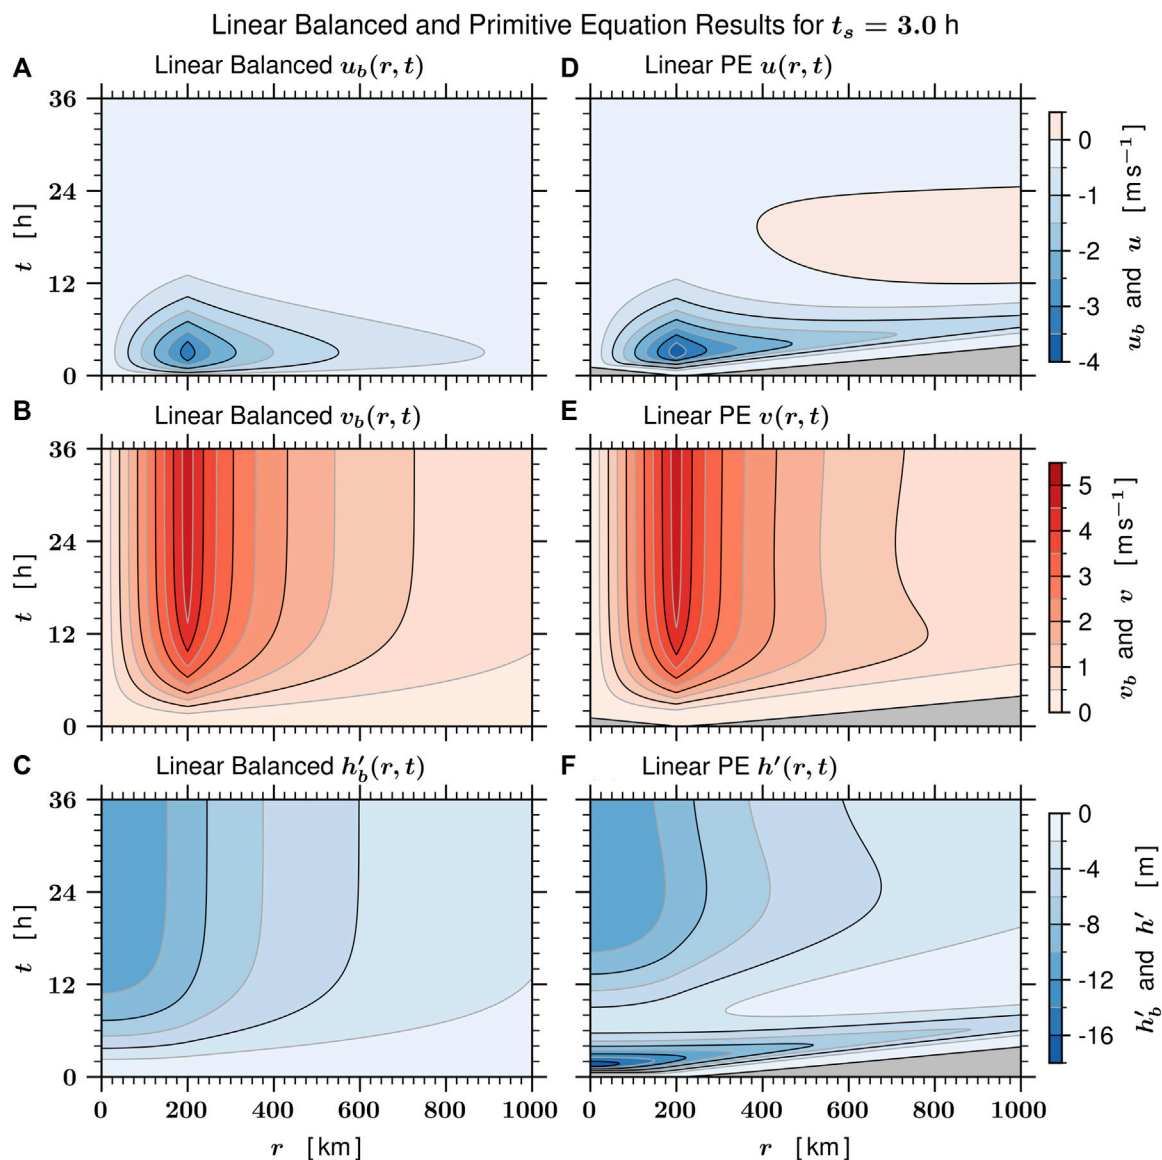 Linear Balanced and Primitive Equation Results for tₛ = 3.0 h
A Linear Balanced u_b(r, t)
36
24
12
0
t [h]
D Linear PE u(r, t)
0
-1
-2
-3
-4
u_b and u [m s⁻¹]
B Linear Balanced v_b(r, t)
36
24
12
0
t [h]
E Linear PE v(r, t)
5
4
3
2
1
0
v_b and v [m s⁻¹]
C Linear Balanced h′_b(r, t)
36
24
12
0
t [h]
0 200 400 600 800 1000
r [km]
F Linear PE h′(r, t)
0 200 400 600 800 1000
r [km]
0
-4
-8
-12
-16
h′_b and h′ [m]